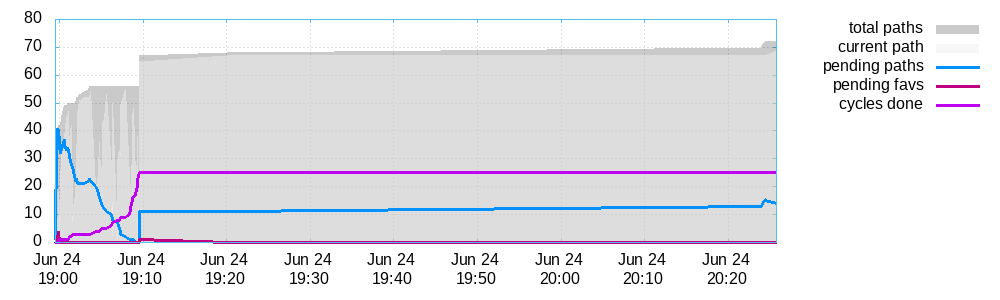 80
70
60
50
40
30
20
10
0
Jun 24 Jun 24 Jun 24 Jun 24 Jun 24 Jun 24 Jun 24 Jun 24 Jun 24
19:00 19:10 19:20 19:30 19:40 19:50 20:00 20:10 20:20
total paths
current path
pending paths
pending favs
cycles done